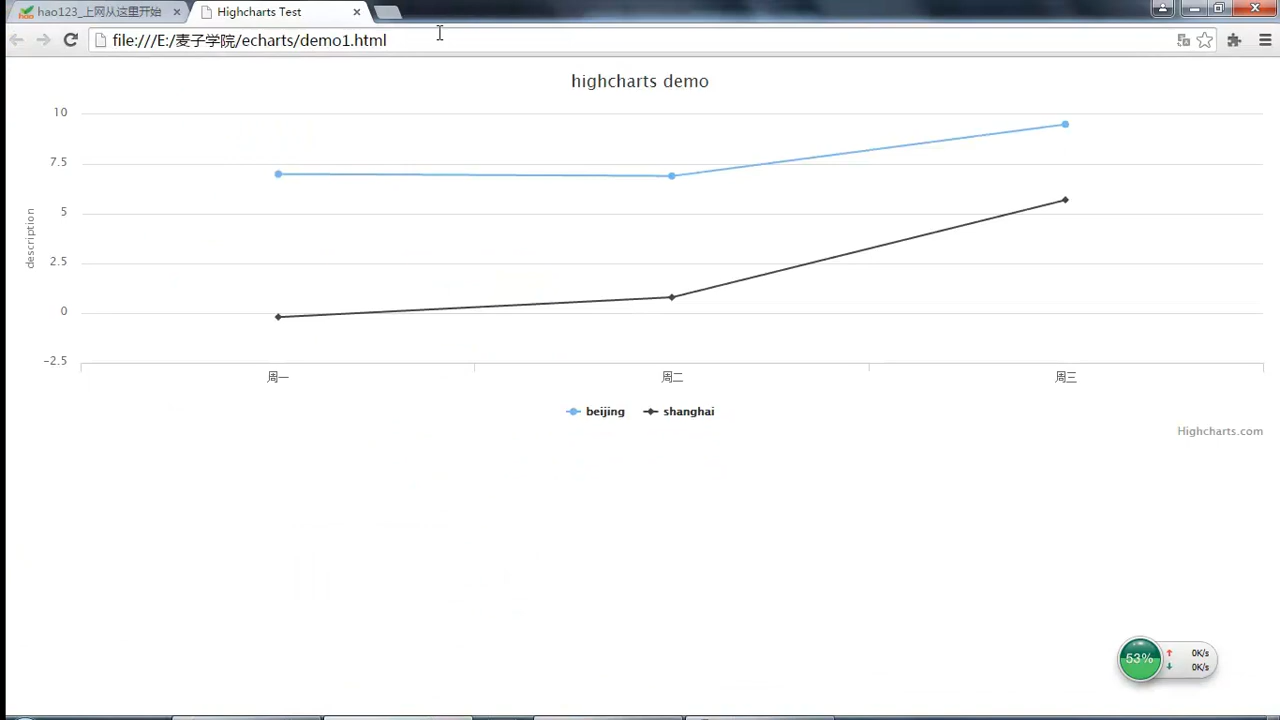 hao123_上网从这里开始
Highcharts Test
file:///E:/麦子学院/echarts/demo1.html
highcharts demo
10
7.5
5
2.5
0
−2.5
description
周一
周二
周三
beijing
shanghai
Highcharts.com
53%
0K/s
0K/s